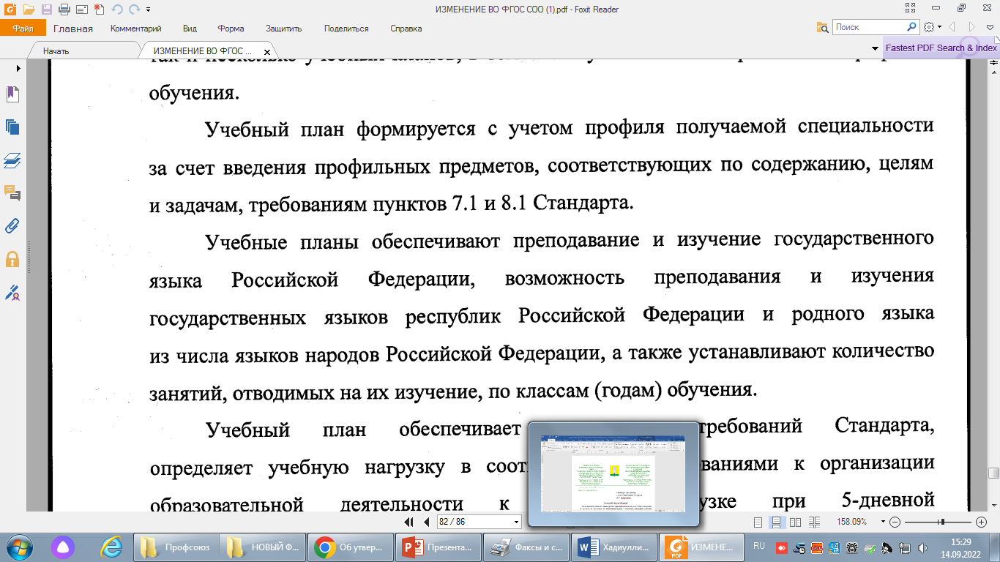 ИЗМЕНЕНИЕ ВО ФГОС СОО (1).pdf - Foxit Reader
Файл Главная Комментарий Вид Форма Защитить Поделиться Справка Поиск
Начать ИЗМЕНЕНИЕ ВО ФГОС ... Fastest PDF Search & Index
обучения.
Учебный план формируется с учетом профиля получаемой специальности
за счет введения профильных предметов, соответствующих по содержанию, целям
и задачам, требованиям пунктов 7.1 и 8.1 Стандарта.
Учебные планы обеспечивают преподавание и изучение государственного
языка Российской Федерации, возможность преподавания и изучения
государственных языков республик Российской Федерации и родного языка
из числа языков народов Российской Федерации, а также устанавливают количество
занятий, отводимых на их изучение, по классам (годам) обучения.
Учебный план обеспечивает требований Стандарта,
определяет учебную нагрузку в соот ованиями к организации
образовательной деятельности к узке при 5-дневной
82 / 86 158.09%
Профсоюз НОВЫЙ Ф... Об утвер... Презента... Факсы и с... Хадиулли... ИЗМЕНЕ... RU 15:29
14.09.2022